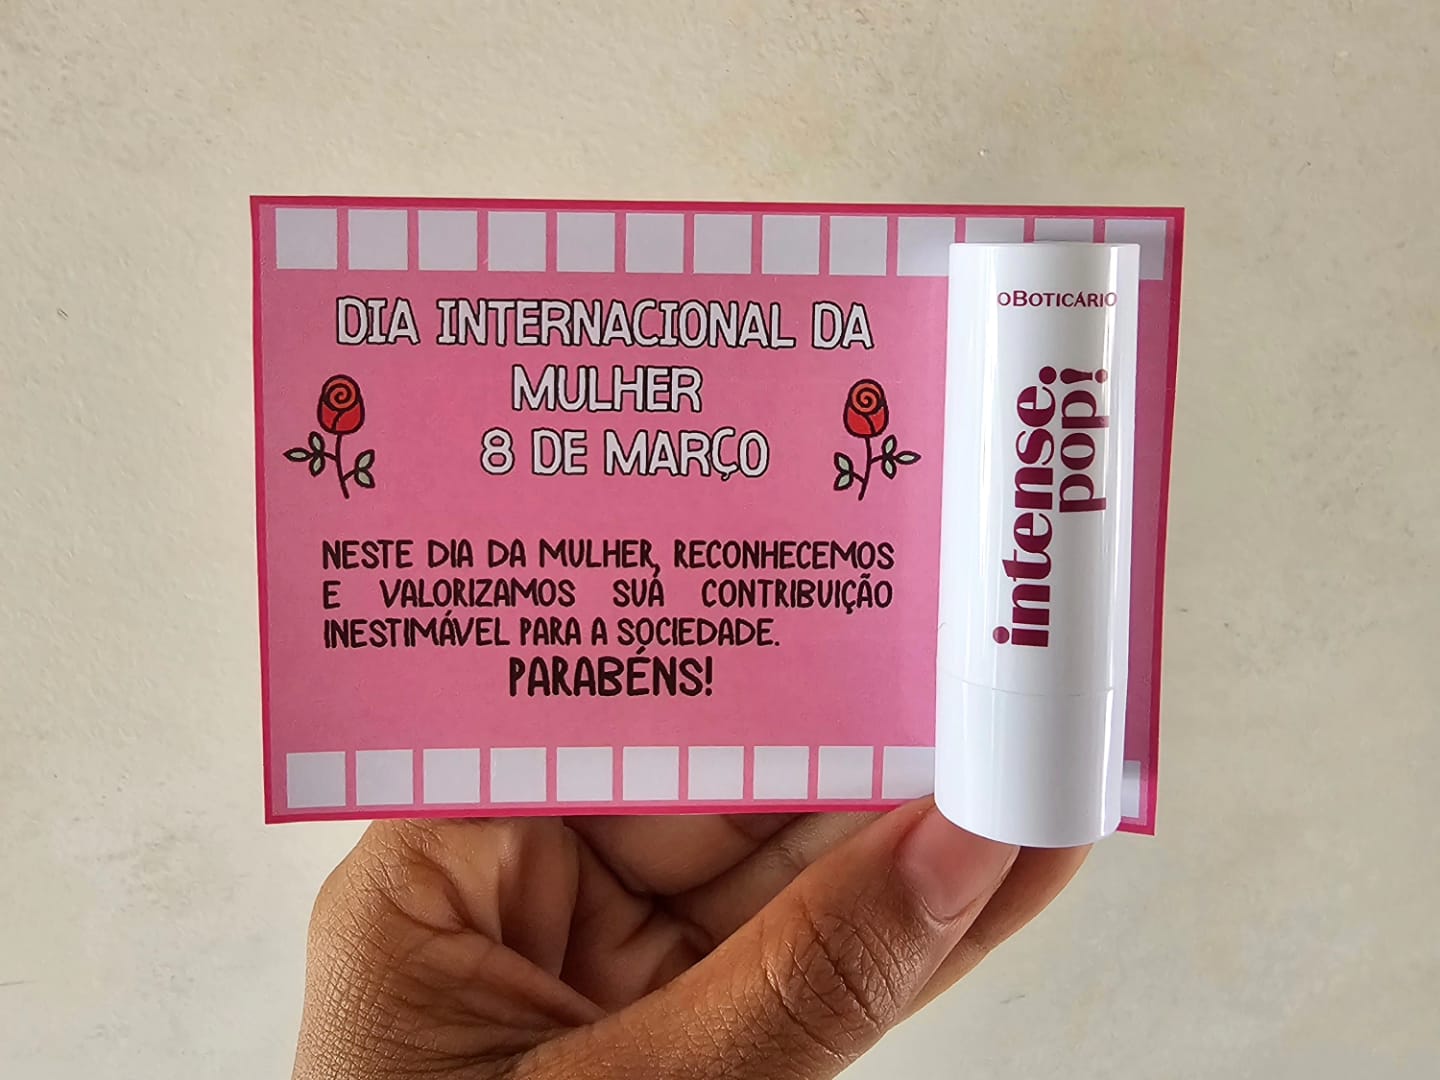 DIA INTERNACIONAL DA
MULHER
8 DE MARÇO
NESTE DIA DA MULHER, RECONHECEMOS
E VALORIZAMOS SUA CONTRIBUIÇÃO
INESTIMÁVEL PARA A SOCIEDADE.
PARABÉNS!
oBOTICÁRIO
intense.
pop!